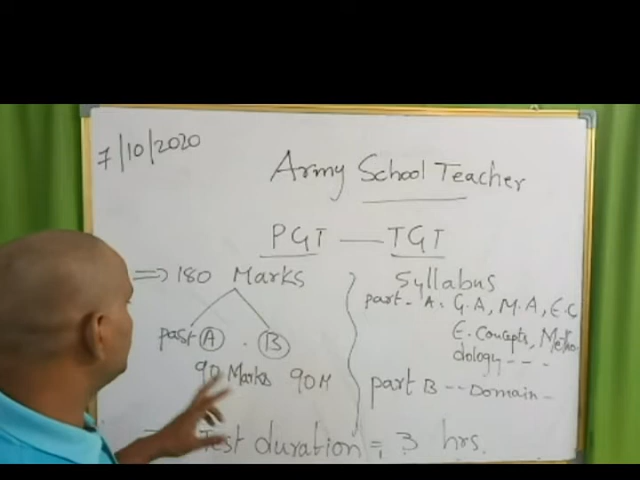 7/10/2020
Army School Teacher
PGT — TGT
⇒ 180 Marks
part A . B
90 Marks 90M
Syllabus
part - A. G.A, M.A, E.C
E. Concepts, Metho-
dology - - -
part B -- Domain -
Test duration = 3 hrs.